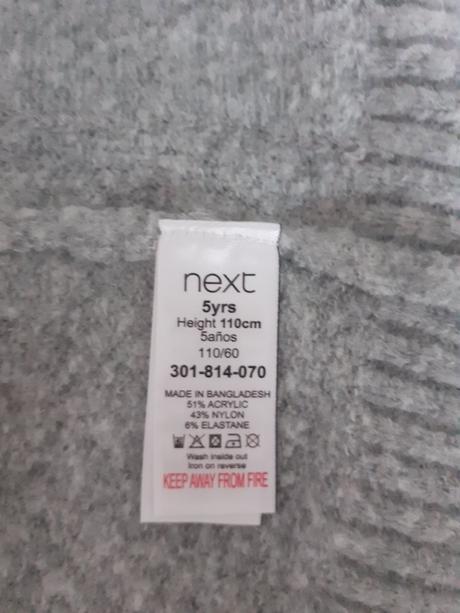 next
5yrs
Height 110cm
5años
110/60
301-814-070
MADE IN BANGLADESH
51% ACRYLIC
43% NYLON
6% ELASTANE
Wash inside out
Iron on reverse
KEEP AWAY FROM FIRE